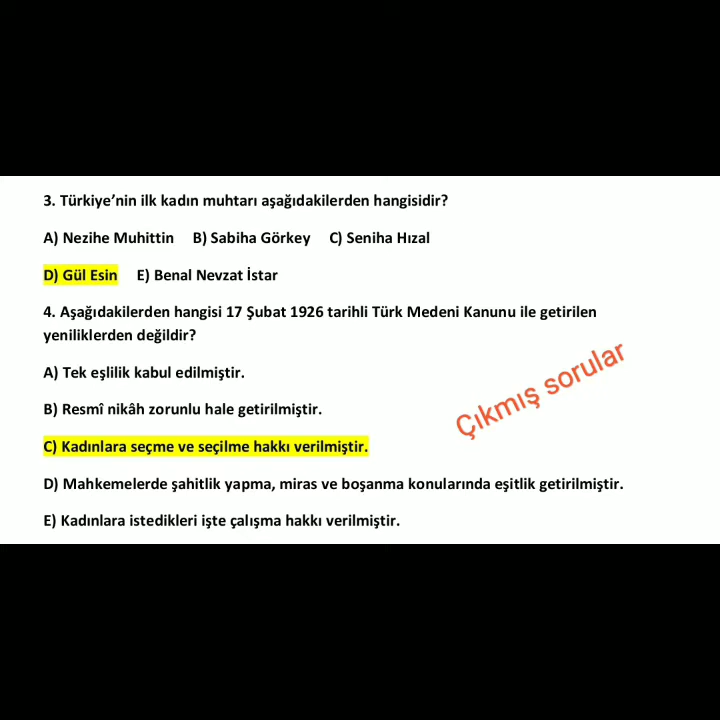 3. Türkiye’nin ilk kadın muhtarı aşağıdakilerden hangisidir?
A) Nezihe Muhittin B) Sabiha Görkey C) Seniha Hızal
D) Gül Esin E) Benal Nevzat İstar
4. Aşağıdakilerden hangisi 17 Şubat 1926 tarihli Türk Medeni Kanunu ile getirilen
yeniliklerden değildir?
A) Tek eşlilik kabul edilmiştir.
B) Resmî nikâh zorunlu hale getirilmiştir.
Çıkmış sorular
C) Kadınlara seçme ve seçilme hakkı verilmiştir.
D) Mahkemelerde şahitlik yapma, miras ve boşanma konularında eşitlik getirilmiştir.
E) Kadınlara istedikleri işte çalışma hakkı verilmiştir.